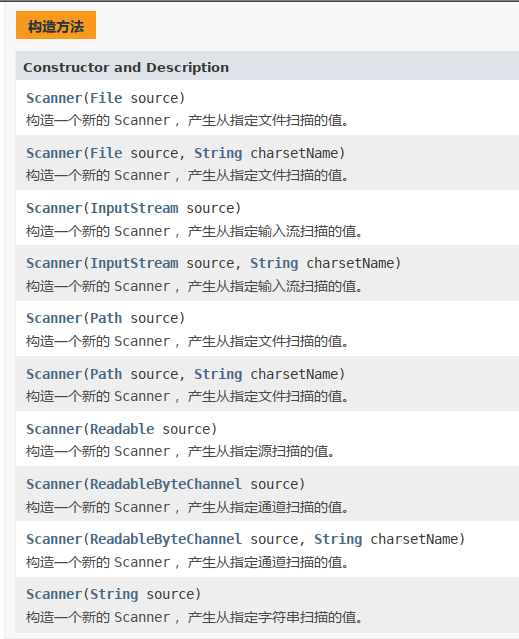 构造方法
Constructor and Description
Scanner(File source)
构造一个新的 Scanner ，产生从指定文件扫描的值。
Scanner(File source, String charsetName)
构造一个新的 Scanner ，产生从指定文件扫描的值。
Scanner(InputStream source)
构造一个新的 Scanner ，产生从指定输入流扫描的值。
Scanner(InputStream source, String charsetName)
构造一个新的 Scanner ，产生从指定输入流扫描的值。
Scanner(Path source)
构造一个新的 Scanner ，产生从指定文件扫描的值。
Scanner(Path source, String charsetName)
构造一个新的 Scanner ，产生从指定文件扫描的值。
Scanner(Readable source)
构造一个新的 Scanner ，产生从指定源扫描的值。
Scanner(ReadableByteChannel source)
构造一个新的 Scanner ，产生从指定通道扫描的值。
Scanner(ReadableByteChannel source, String charsetName)
构造一个新的 Scanner ，产生从指定通道扫描的值。
Scanner(String source)
构造一个新的 Scanner ，产生从指定字符串扫描的值。